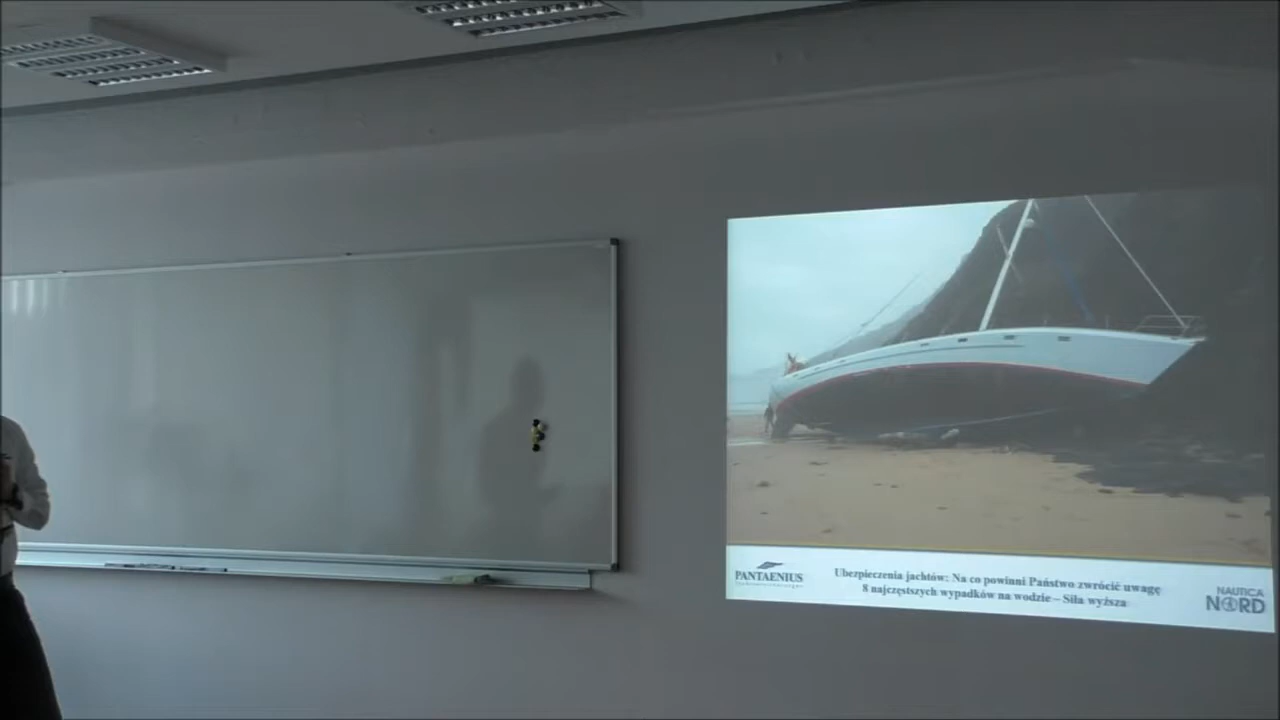 PANTAENIUS
Ubezpieczenia jachtów: Na co powinni Państwo zwrócić uwagę
8 najczęstszych wypadków na wodzie – Siła wyższa
NAUTICA
NORD